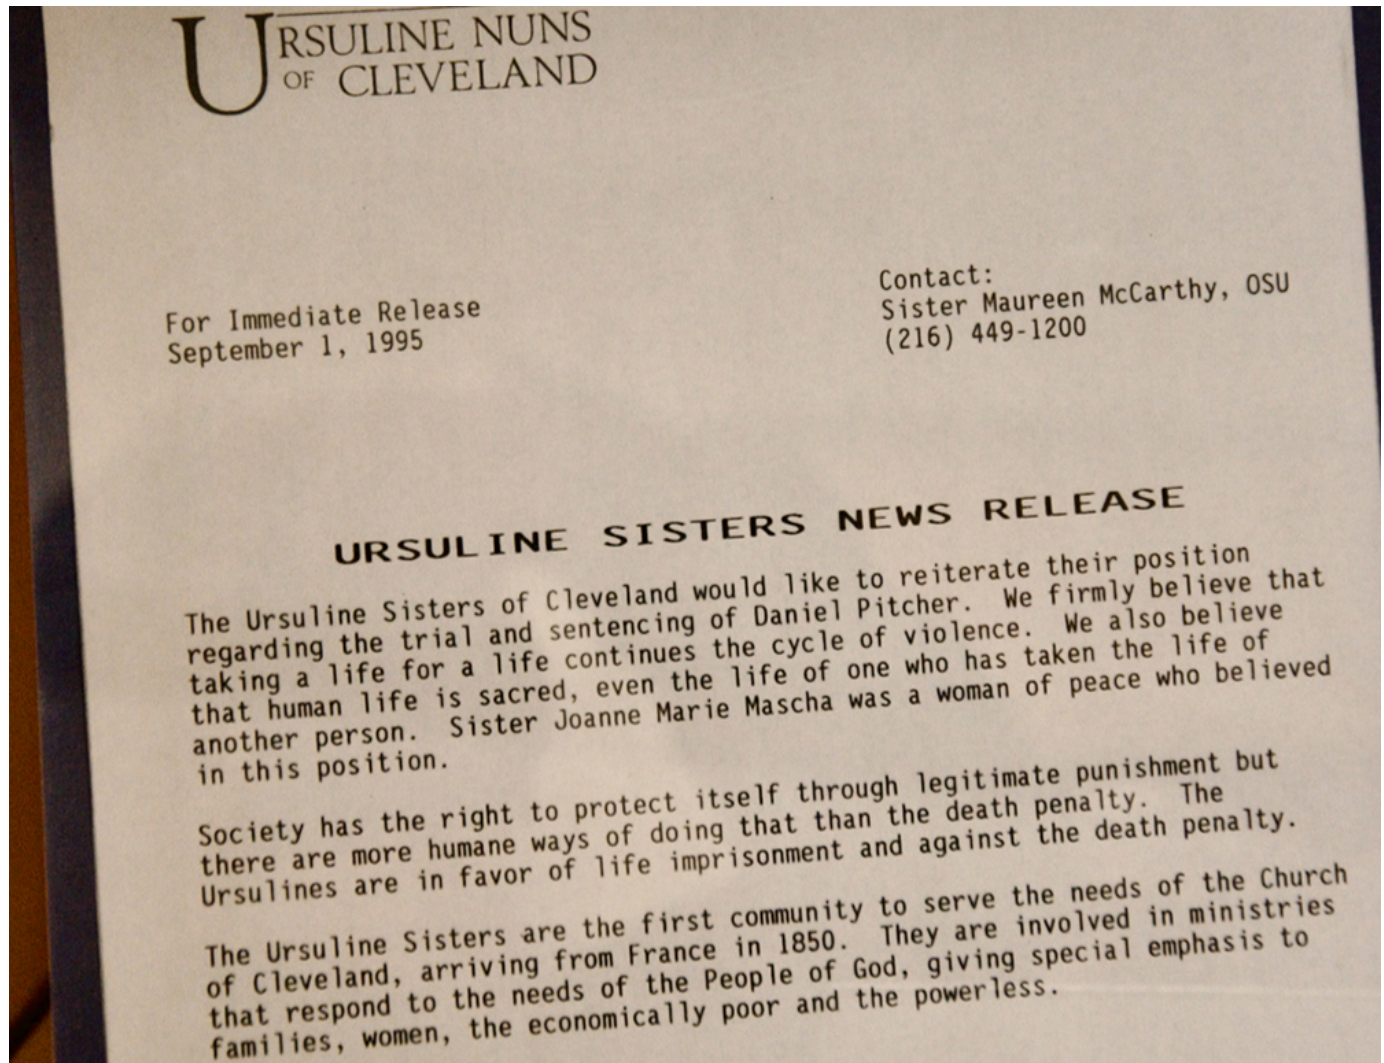 URSULINE NUNS
OF CLEVELAND
For Immediate Release
September 1, 1995
Contact:
Sister Maureen McCarthy, OSU
(216) 449-1200
URSULINE SISTERS NEWS RELEASE
The Ursuline Sisters of Cleveland would like to reiterate their position
regarding the trial and sentencing of Daniel Pitcher. We firmly believe that
taking a life for a life continues the cycle of violence. We also believe
that human life is sacred, even the life of one who has taken the life of
another person. Sister Joanne Marie Mascha was a woman of peace who believed
in this position.
Society has the right to protect itself through legitimate punishment but
there are more humane ways of doing that than the death penalty. The
Ursulines are in favor of life imprisonment and against the death penalty.
The Ursuline Sisters are the first community to serve the needs of the Church
of Cleveland, arriving from France in 1850. They are involved in ministries
that respond to the needs of the People of God, giving special emphasis to
families, women, the economically poor and the powerless.